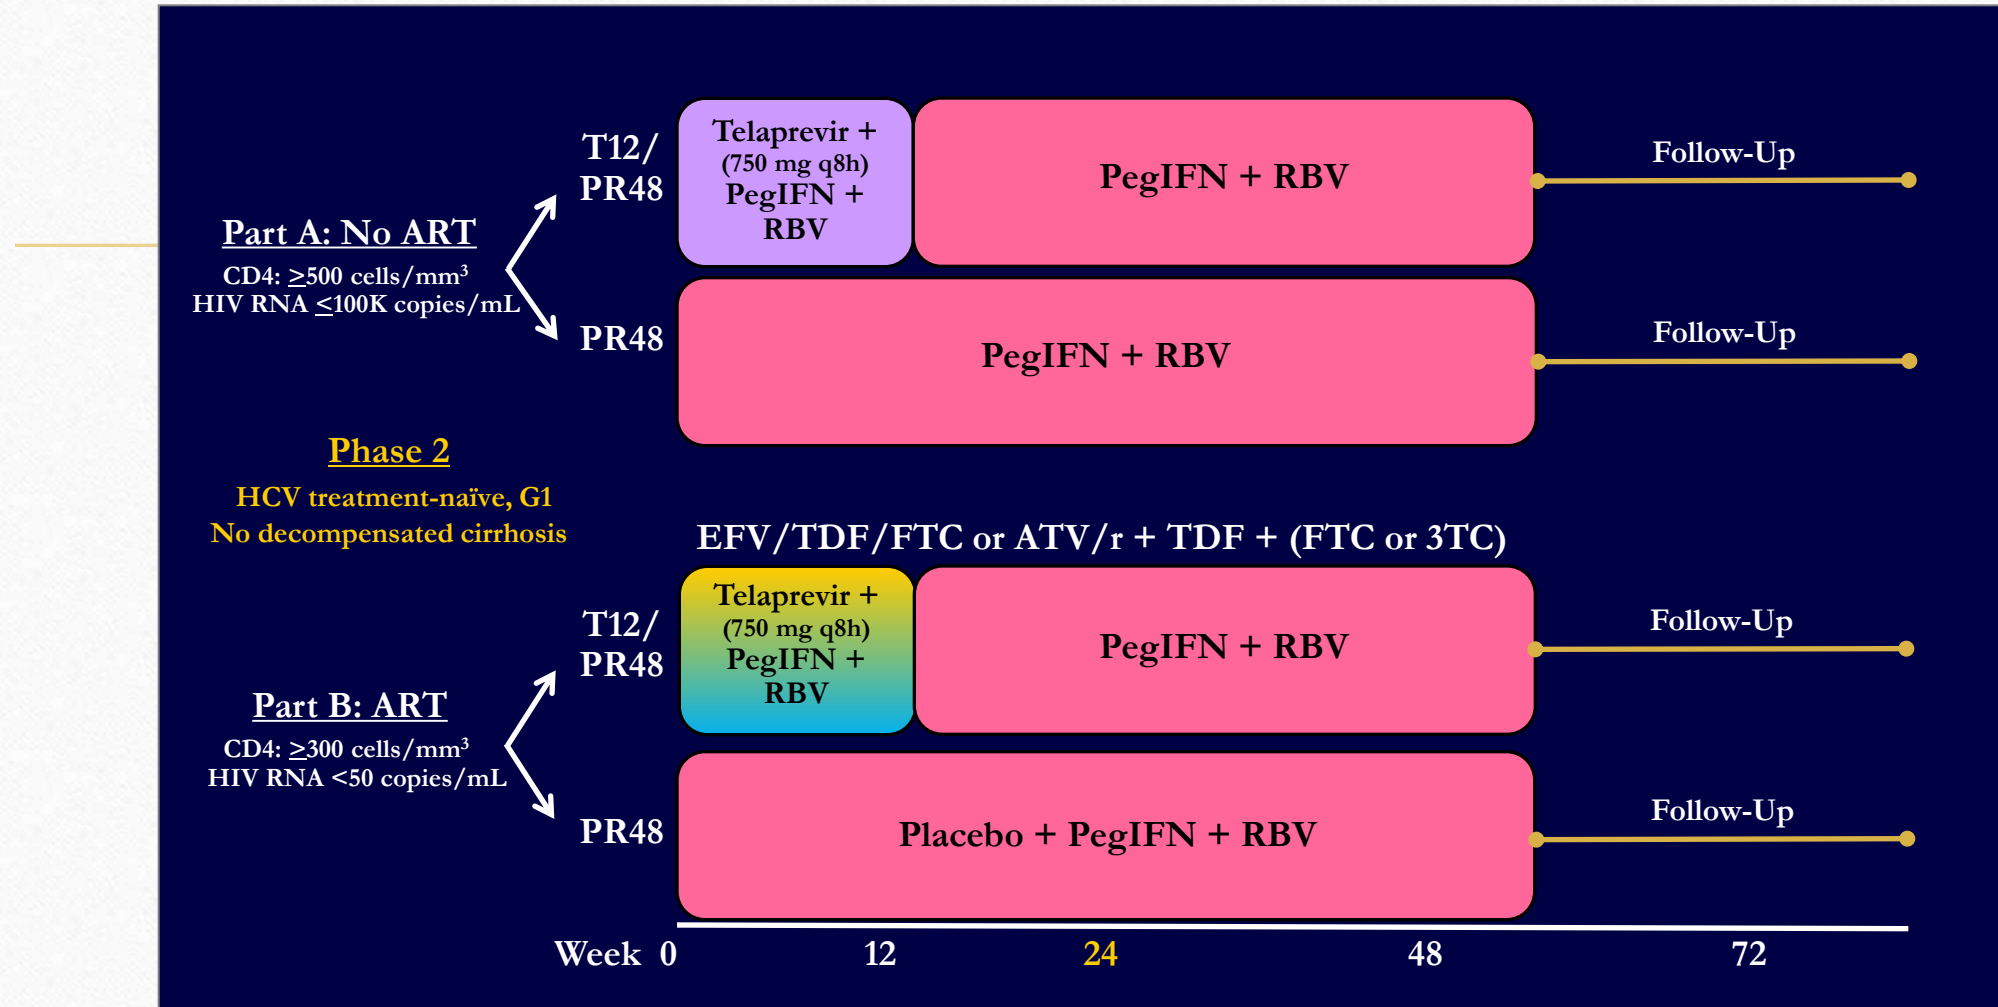 T12/
PR48
Telaprevir +
(750 mg q8h)
PegIFN +
RBV
PegIFN + RBV
Follow-Up
Part A: No ART
CD4: ≥500 cells/mm³
HIV RNA ≤100K copies/mL
PR48
PegIFN + RBV
Follow-Up
Phase 2
HCV treatment-naïve, G1
No decompensated cirrhosis
EFV/TDF/FTC or ATV/r + TDF + (FTC or 3TC)
T12/
PR48
Telaprevir +
(750 mg q8h)
PegIFN +
RBV
PegIFN + RBV
Follow-Up
Part B: ART
CD4: ≥300 cells/mm³
HIV RNA <50 copies/mL
PR48
Placebo + PegIFN + RBV
Follow-Up
Week 0 12 24 48 72